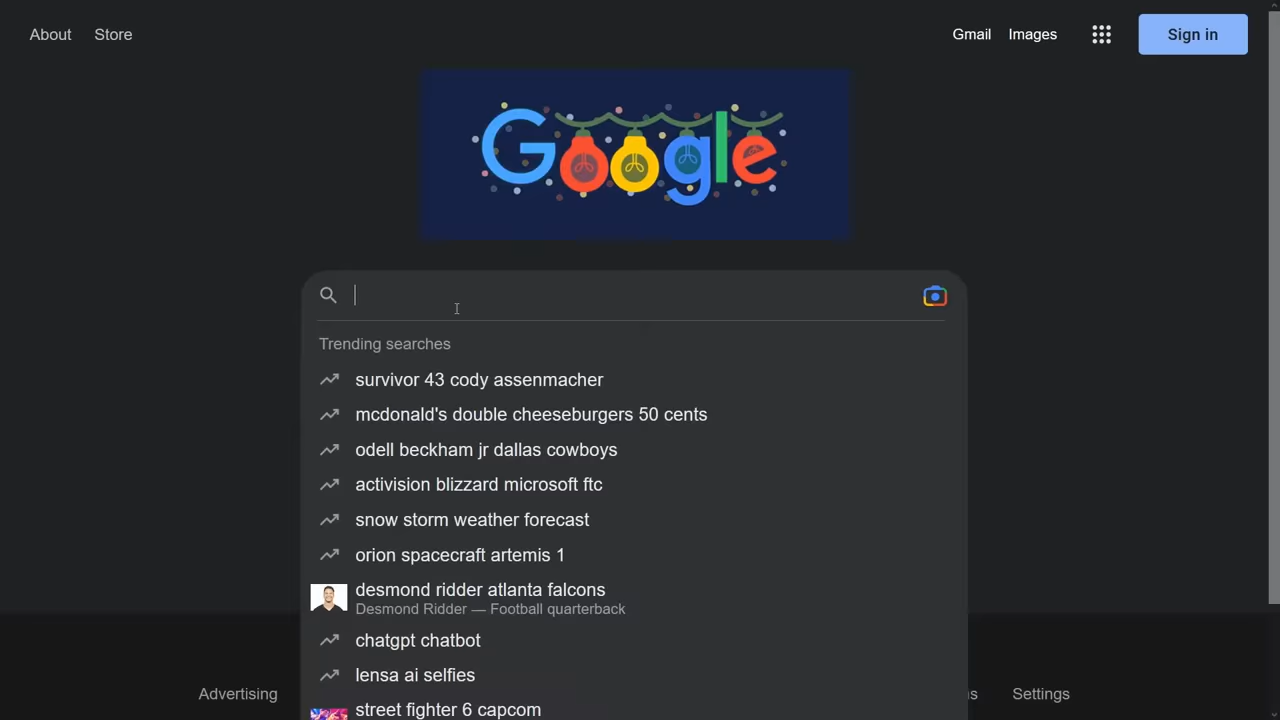 About Store Gmail Images Sign in
Google
Trending searches
survivor 43 cody assenmacher
mcdonald's double cheeseburgers 50 cents
odell beckham jr dallas cowboys
activision blizzard microsoft ftc
snow storm weather forecast
orion spacecraft artemis 1
desmond ridder atlanta falcons
Desmond Ridder — Football quarterback
chatgpt chatbot
lensa ai selfies
Advertising Settings
street fighter 6 capcom